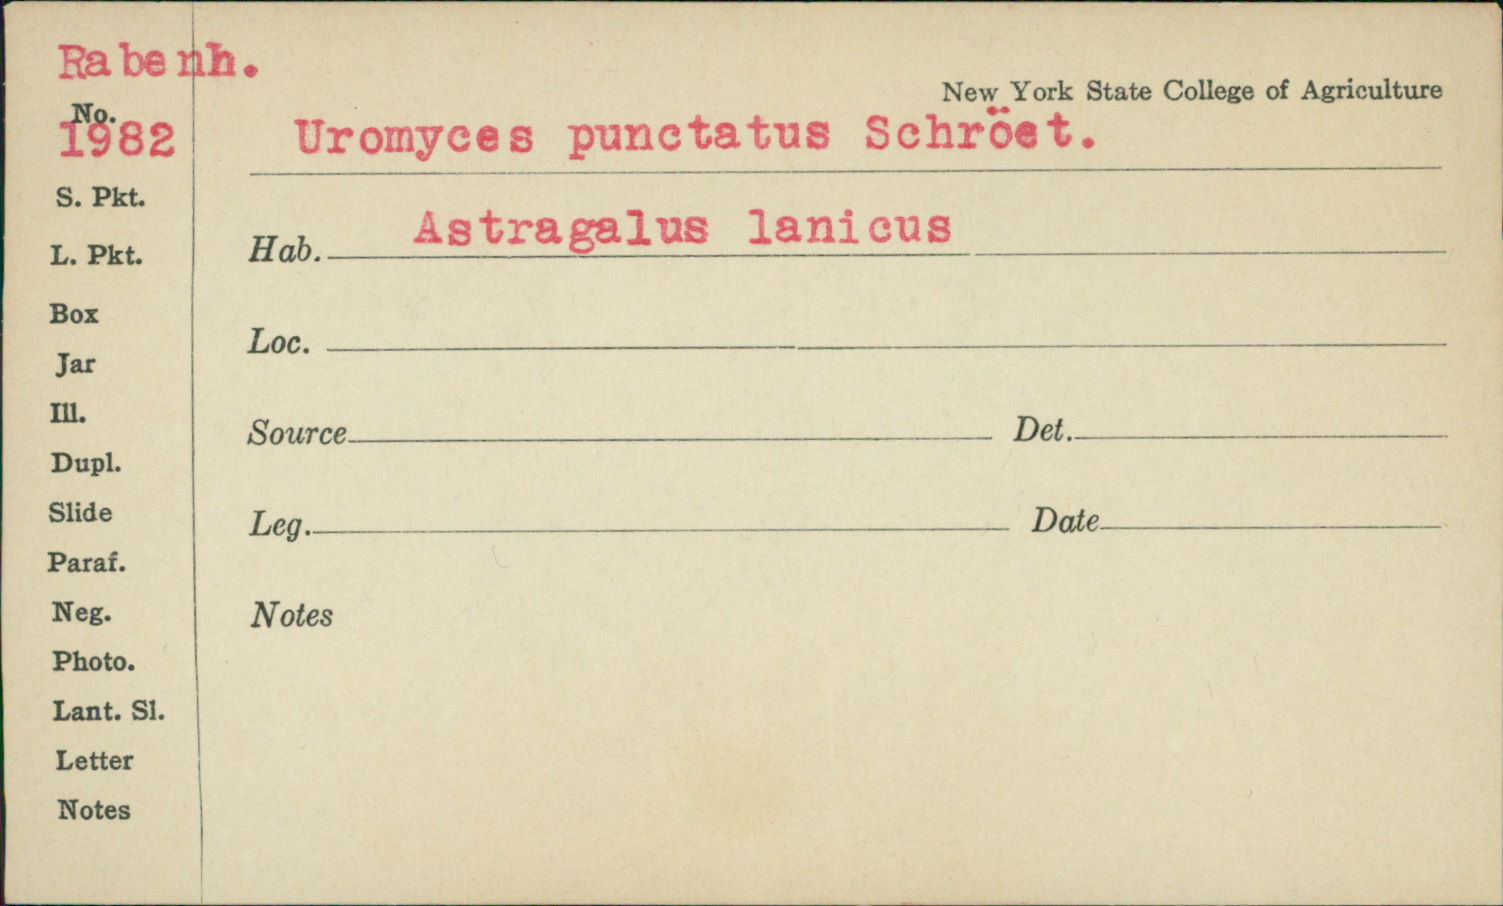 Rabenh.
New York State College of Agriculture
No.
1982
Uromyces punctatus Schröet.
S. Pkt.
Hab. Astragalus lanicus
L. Pkt.
Box
Loc.
Jar
Ill.
Source Det.
Dupl.
Slide
Leg. Date
Paraf.
Neg.
Notes
Photo.
Lant. Sl.
Letter
Notes